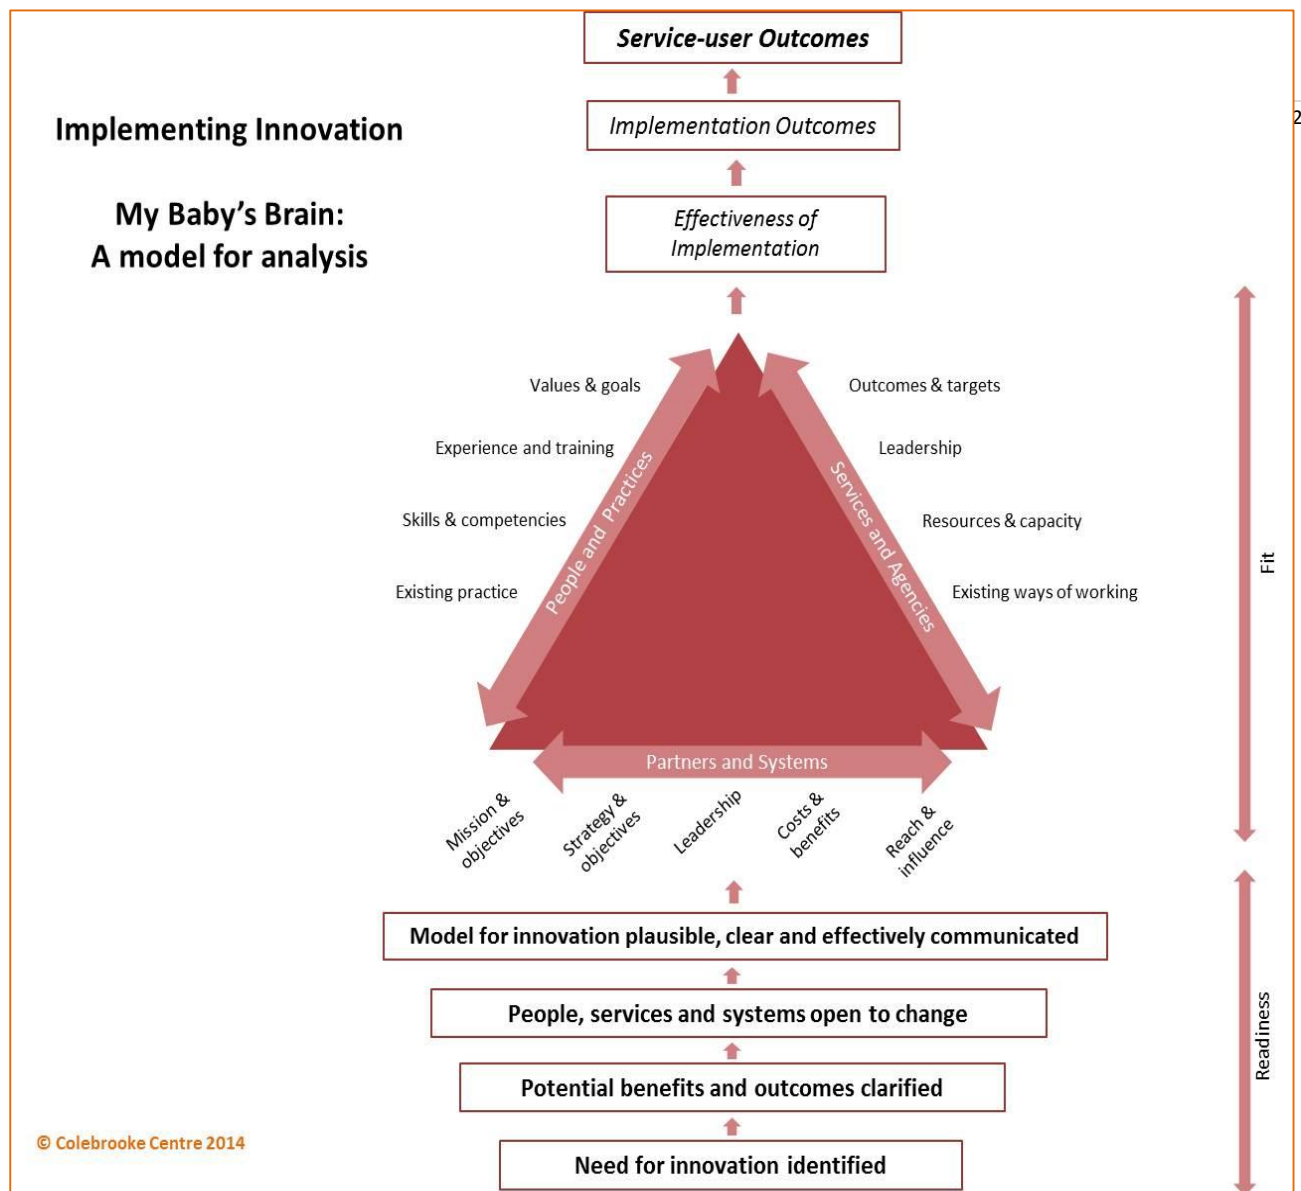 Service-user Outcomes
Implementing Innovation
Implementation Outcomes
2
My Baby’s Brain:
A model for analysis
Effectiveness of
Implementation
Values & goals
Outcomes & targets
Experience and training
Leadership
Skills & competencies
Resources & capacity
Existing practice
Existing ways of working
People and Practices
Services and Agencies
Fit
Partners and Systems
Mission &
objectives
Strategy &
objectives
Leadership
Costs &
benefits
Reach &
influence
Model for innovation plausible, clear and effectively communicated
People, services and systems open to change
Readiness
Potential benefits and outcomes clarified
© Colebrooke Centre 2014
Need for innovation identified